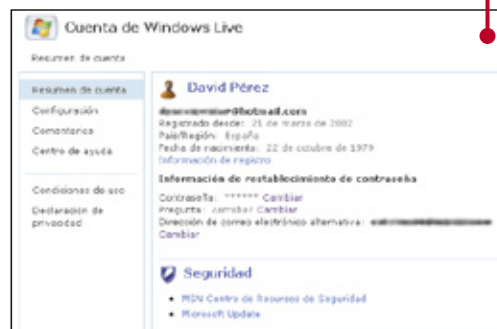 Cuenta de Windows Live
Resumen de cuenta
Resumen de cuenta
Configuración
Comentarios
Centro de ayuda
Condiciones de uso
Declaración de
privacidad
David Pérez
@hotmail.com
Registrado desde: 21 de marzo de 2002
País/Región: España
Fecha de nacimiento: 22 de octubre de 1979
Información de registro
Información de restablecimiento de contraseña
Contraseña: ****** Cambiar
Pregunta: Cambiar
Dirección de correo electrónico alternativa:
Cambiar
Seguridad
MSN Centro de Recursos de Seguridad
Microsoft Update